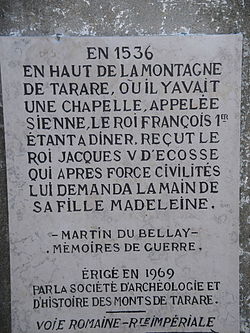 EN 1536
EN HAUT DE LA MONTAGNE
DE TARARE, OU IL YAVAIT
UNE CHAPELLE, APPELÉE
SIENNE, LE ROI FRANÇOIS 1er
ÉTANT A DÎNER, REÇUT LE
ROI JACQUES V D'ECOSSE
QUI APRES FORCE CIVILITÉS
LUI DEMANDA LA MAIN DE
SA FILLE MADELEINE.
- MARTIN DU BELLAY -
- MÉMOIRES DE GUERRE. -
ÉRIGÉ EN 1969
PAR LA SOCIÉTÉ D'ARCHÉOLOGIE ET
D'HISTOIRE DES MONTS DE TARARE.
VOIE ROMAINE - Rte IMPÉRIALE